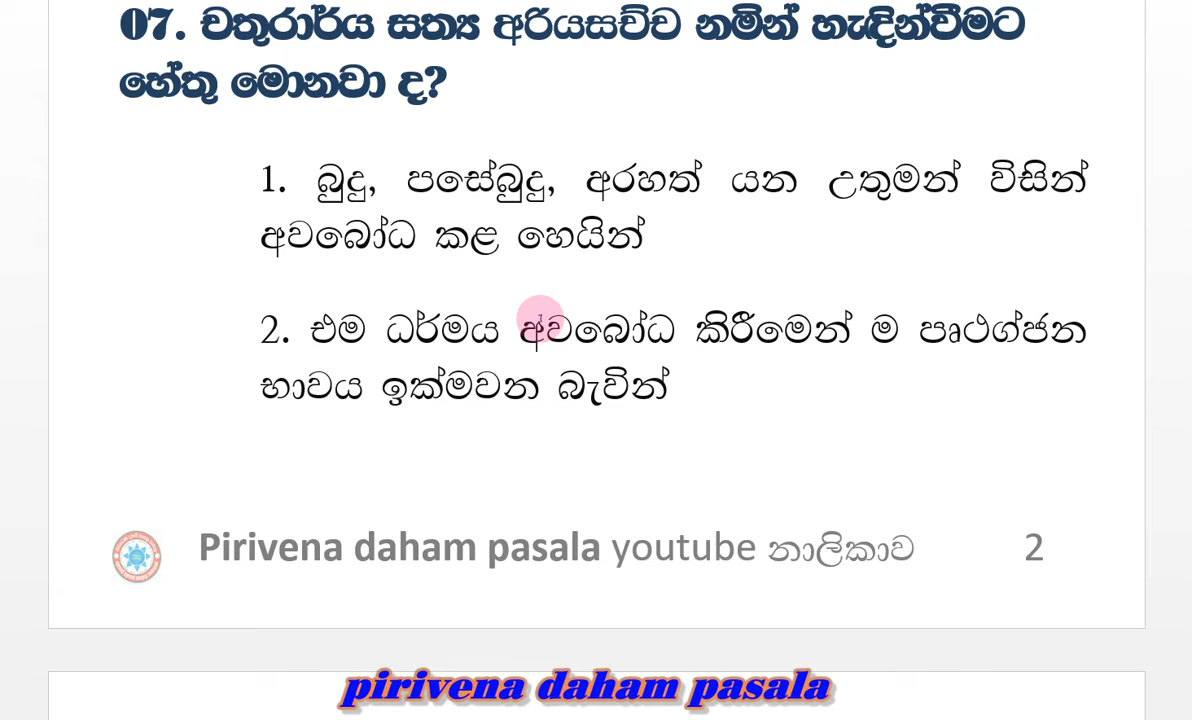 07. චතුරාර්ය සත්‍ය අරියසච්ච නමින් හැඳින්වීමට
හේතු මොනවා ද?
1. බුදු, පසේබුදු, අරහත් යන උතුමන් විසින්
අවබෝධ කළ හෙයින්
2. එම ධර්මය අවබෝධ කිරීමෙන් ම පෘථග්ජන
භාවය ඉක්මවන බැවින්
Pirivena daham pasala youtube නාලිකාව 2
pirivena daham pasala